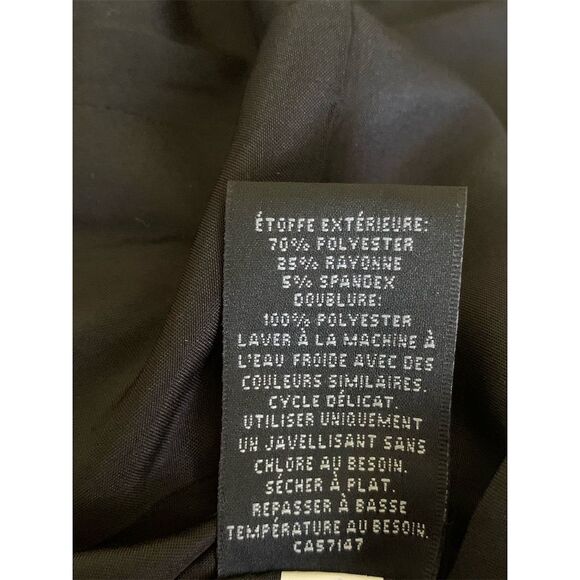 ÉTOFFE EXTÉRIEURE:
70% POLYESTER
25% RAYONNE
5% SPANDEX
DOUBLURE:
100% POLYESTER
LAVER À LA MACHINE À
L'EAU FROIDE AVEC DES
COULEURS SIMILAIRES.
CYCLE DÉLICAT.
UTILISER UNIQUEMENT
UN JAVELLISANT SANS
CHLORE AU BESOIN.
SÉCHER À PLAT.
REPASSER À BASSE
TEMPÉRATURE AU BESOIN.
CA57147